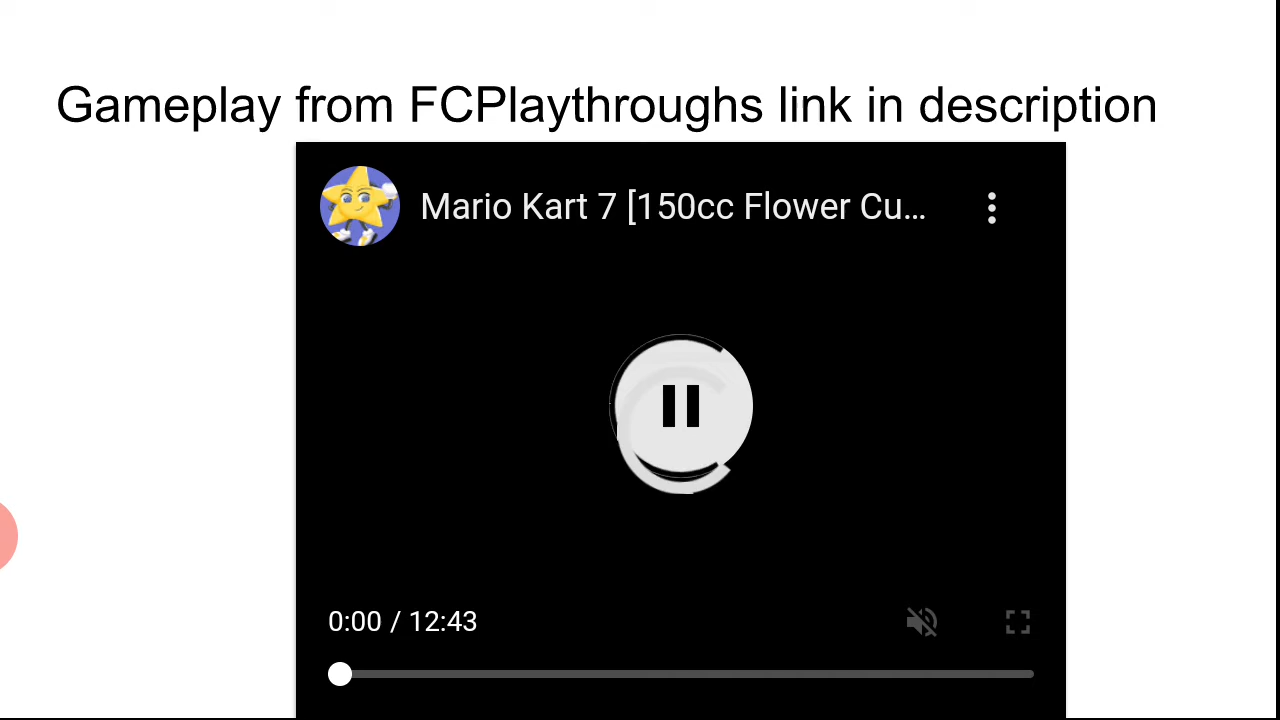 Gameplay from FCPlaythroughs link in description
Mario Kart 7 [150cc Flower Cu...
0:00 / 12:43